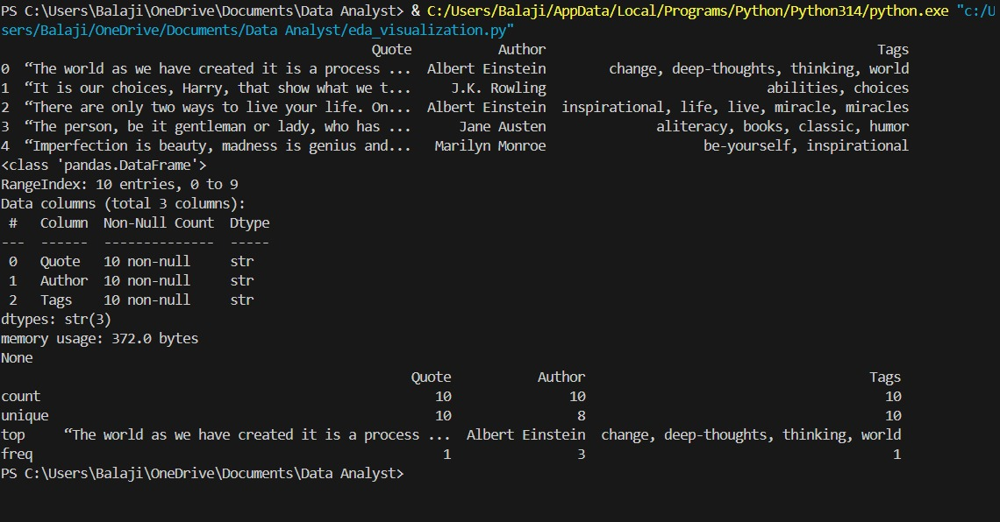 PS C:\Users\Balaji\OneDrive\Documents\Data Analyst> & C:/Users/Balaji/AppData/Local/Programs/Python/Python314/python.exe "c:/U
sers/Balaji/OneDrive/Documents/Data Analyst/eda_visualization.py"
                                               Quote           Author                                          Tags
0  “The world as we have created it is a process ...  Albert Einstein        change, deep-thoughts, thinking, world
1  “It is our choices, Harry, that show what we t...     J.K. Rowling                            abilities, choices
2  “There are only two ways to live your life. On...  Albert Einstein  inspirational, life, live, miracle, miracles
3  “The person, be it gentleman or lady, who has ...      Jane Austen              aliteracy, books, classic, humor
4  “Imperfection is beauty, madness is genius and...   Marilyn Monroe                    be-yourself, inspirational
<class 'pandas.DataFrame'>
RangeIndex: 10 entries, 0 to 9
Data columns (total 3 columns):
 #   Column  Non-Null Count  Dtype
---  ------  --------------  -----
 0   Quote   10 non-null     str
 1   Author  10 non-null     str
 2   Tags    10 non-null     str
dtypes: str(3)
memory usage: 372.0 bytes
None
                                                    Quote           Author                                    Tags
count                                                  10               10                                      10
unique                                                 10                8                                      10
top     “The world as we have created it is a process ...  Albert Einstein  change, deep-thoughts, thinking, world
freq                                                    1                3                                       1
PS C:\Users\Balaji\OneDrive\Documents\Data Analyst>